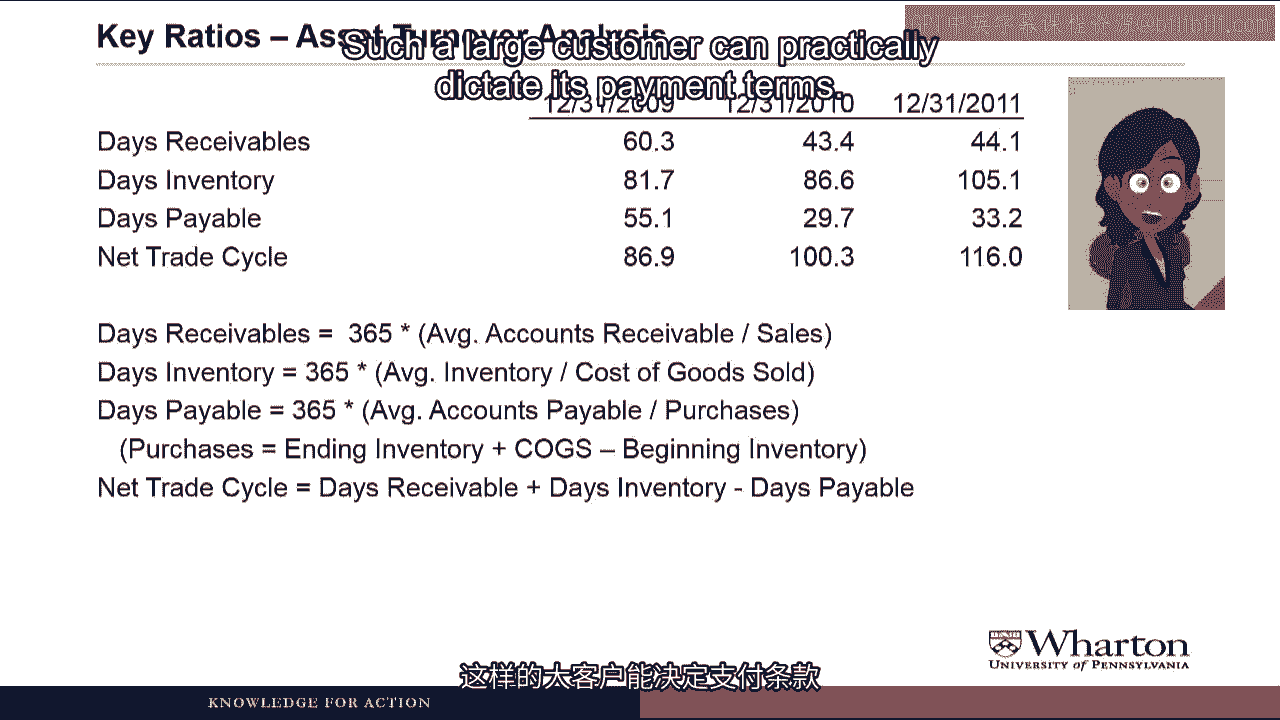 Key Ratios – Asset Turnover Analysis
Such a large customer can practically
dictate its payment terms.
12/31/2009 12/31/2010 12/31/2011
Days Receivables 60.3 43.4 44.1
Days Inventory 81.7 86.6 105.1
Days Payable 55.1 29.7 33.2
Net Trade Cycle 86.9 100.3 116.0
Days Receivables = 365 * (Avg. Accounts Receivable / Sales)
Days Inventory = 365 * (Avg. Inventory / Cost of Goods Sold)
Days Payable = 365 * (Avg. Accounts Payable / Purchases)
(Purchases = Ending Inventory + COGS – Beginning Inventory)
Net Trade Cycle = Days Receivable + Days Inventory - Days Payable
Wharton
UNIVERSITY of PENNSYLVANIA
这样的大客户能决定支付条款
KNOWLEDGE FOR ACTION